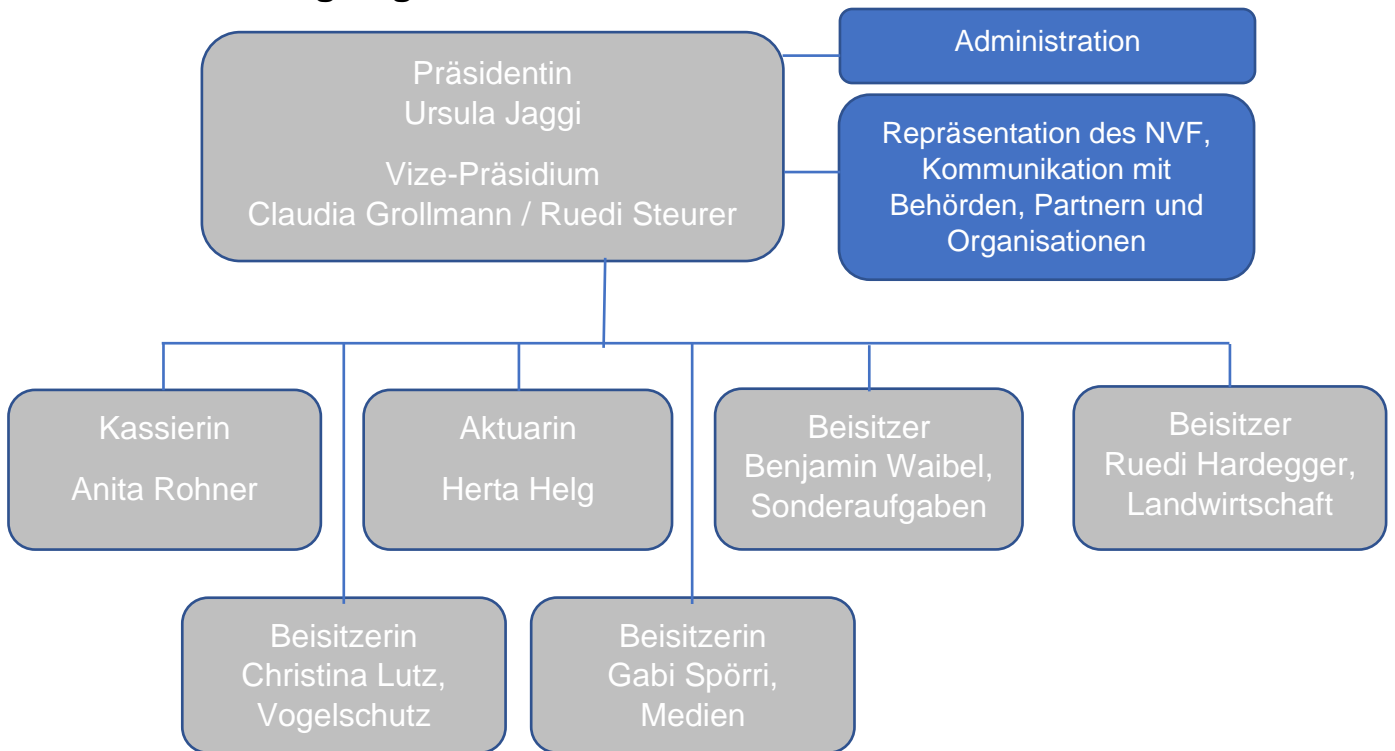 Präsidentin
Ursula Jaggi
Vize-Präsidium
Claudia Grollmann / Ruedi Steurer
Administration
Repräsentation des NVF,
Kommunikation mit
Behörden, Partnern und
Organisationen
Kassierin
Anita Rohner
Aktuarin
Herta Helg
Beisitzer
Benjamin Waibel,
Sonderaufgaben
Beisitzer
Ruedi Hardegger,
Landwirtschaft
Beisitzerin
Christina Lutz,
Vogelschutz
Beisitzerin
Gabi Spörri,
Medien